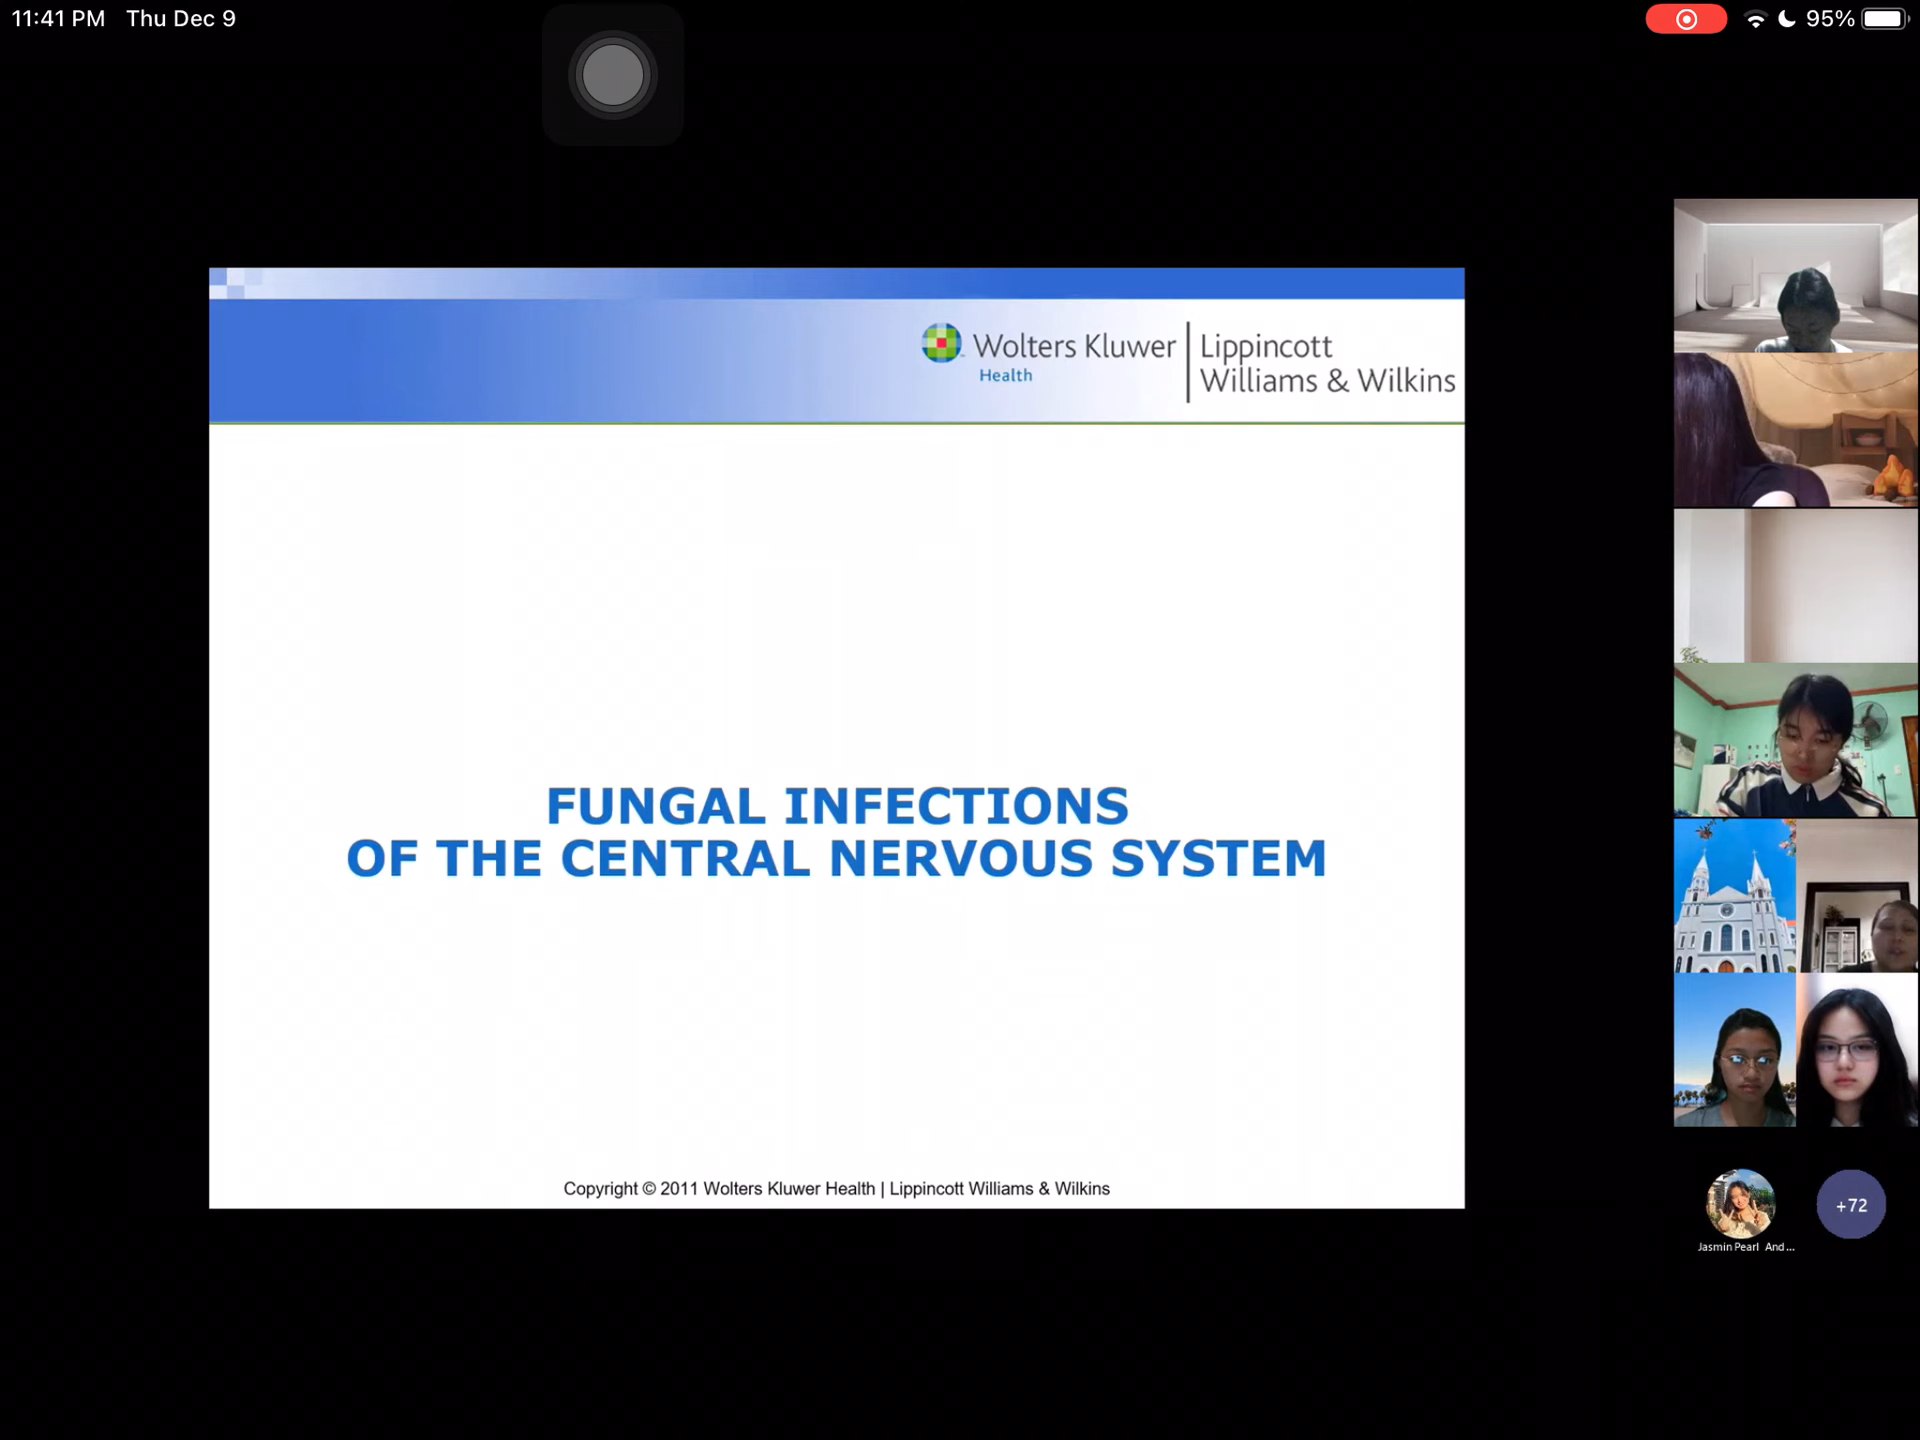 11:41 PM Thu Dec 9
95%
Wolters Kluwer
Health
Lippincott
Williams & Wilkins
FUNGAL INFECTIONS
OF THE CENTRAL NERVOUS SYSTEM
Copyright © 2011 Wolters Kluwer Health | Lippincott Williams & Wilkins
+72
Jasmin Pearl And...